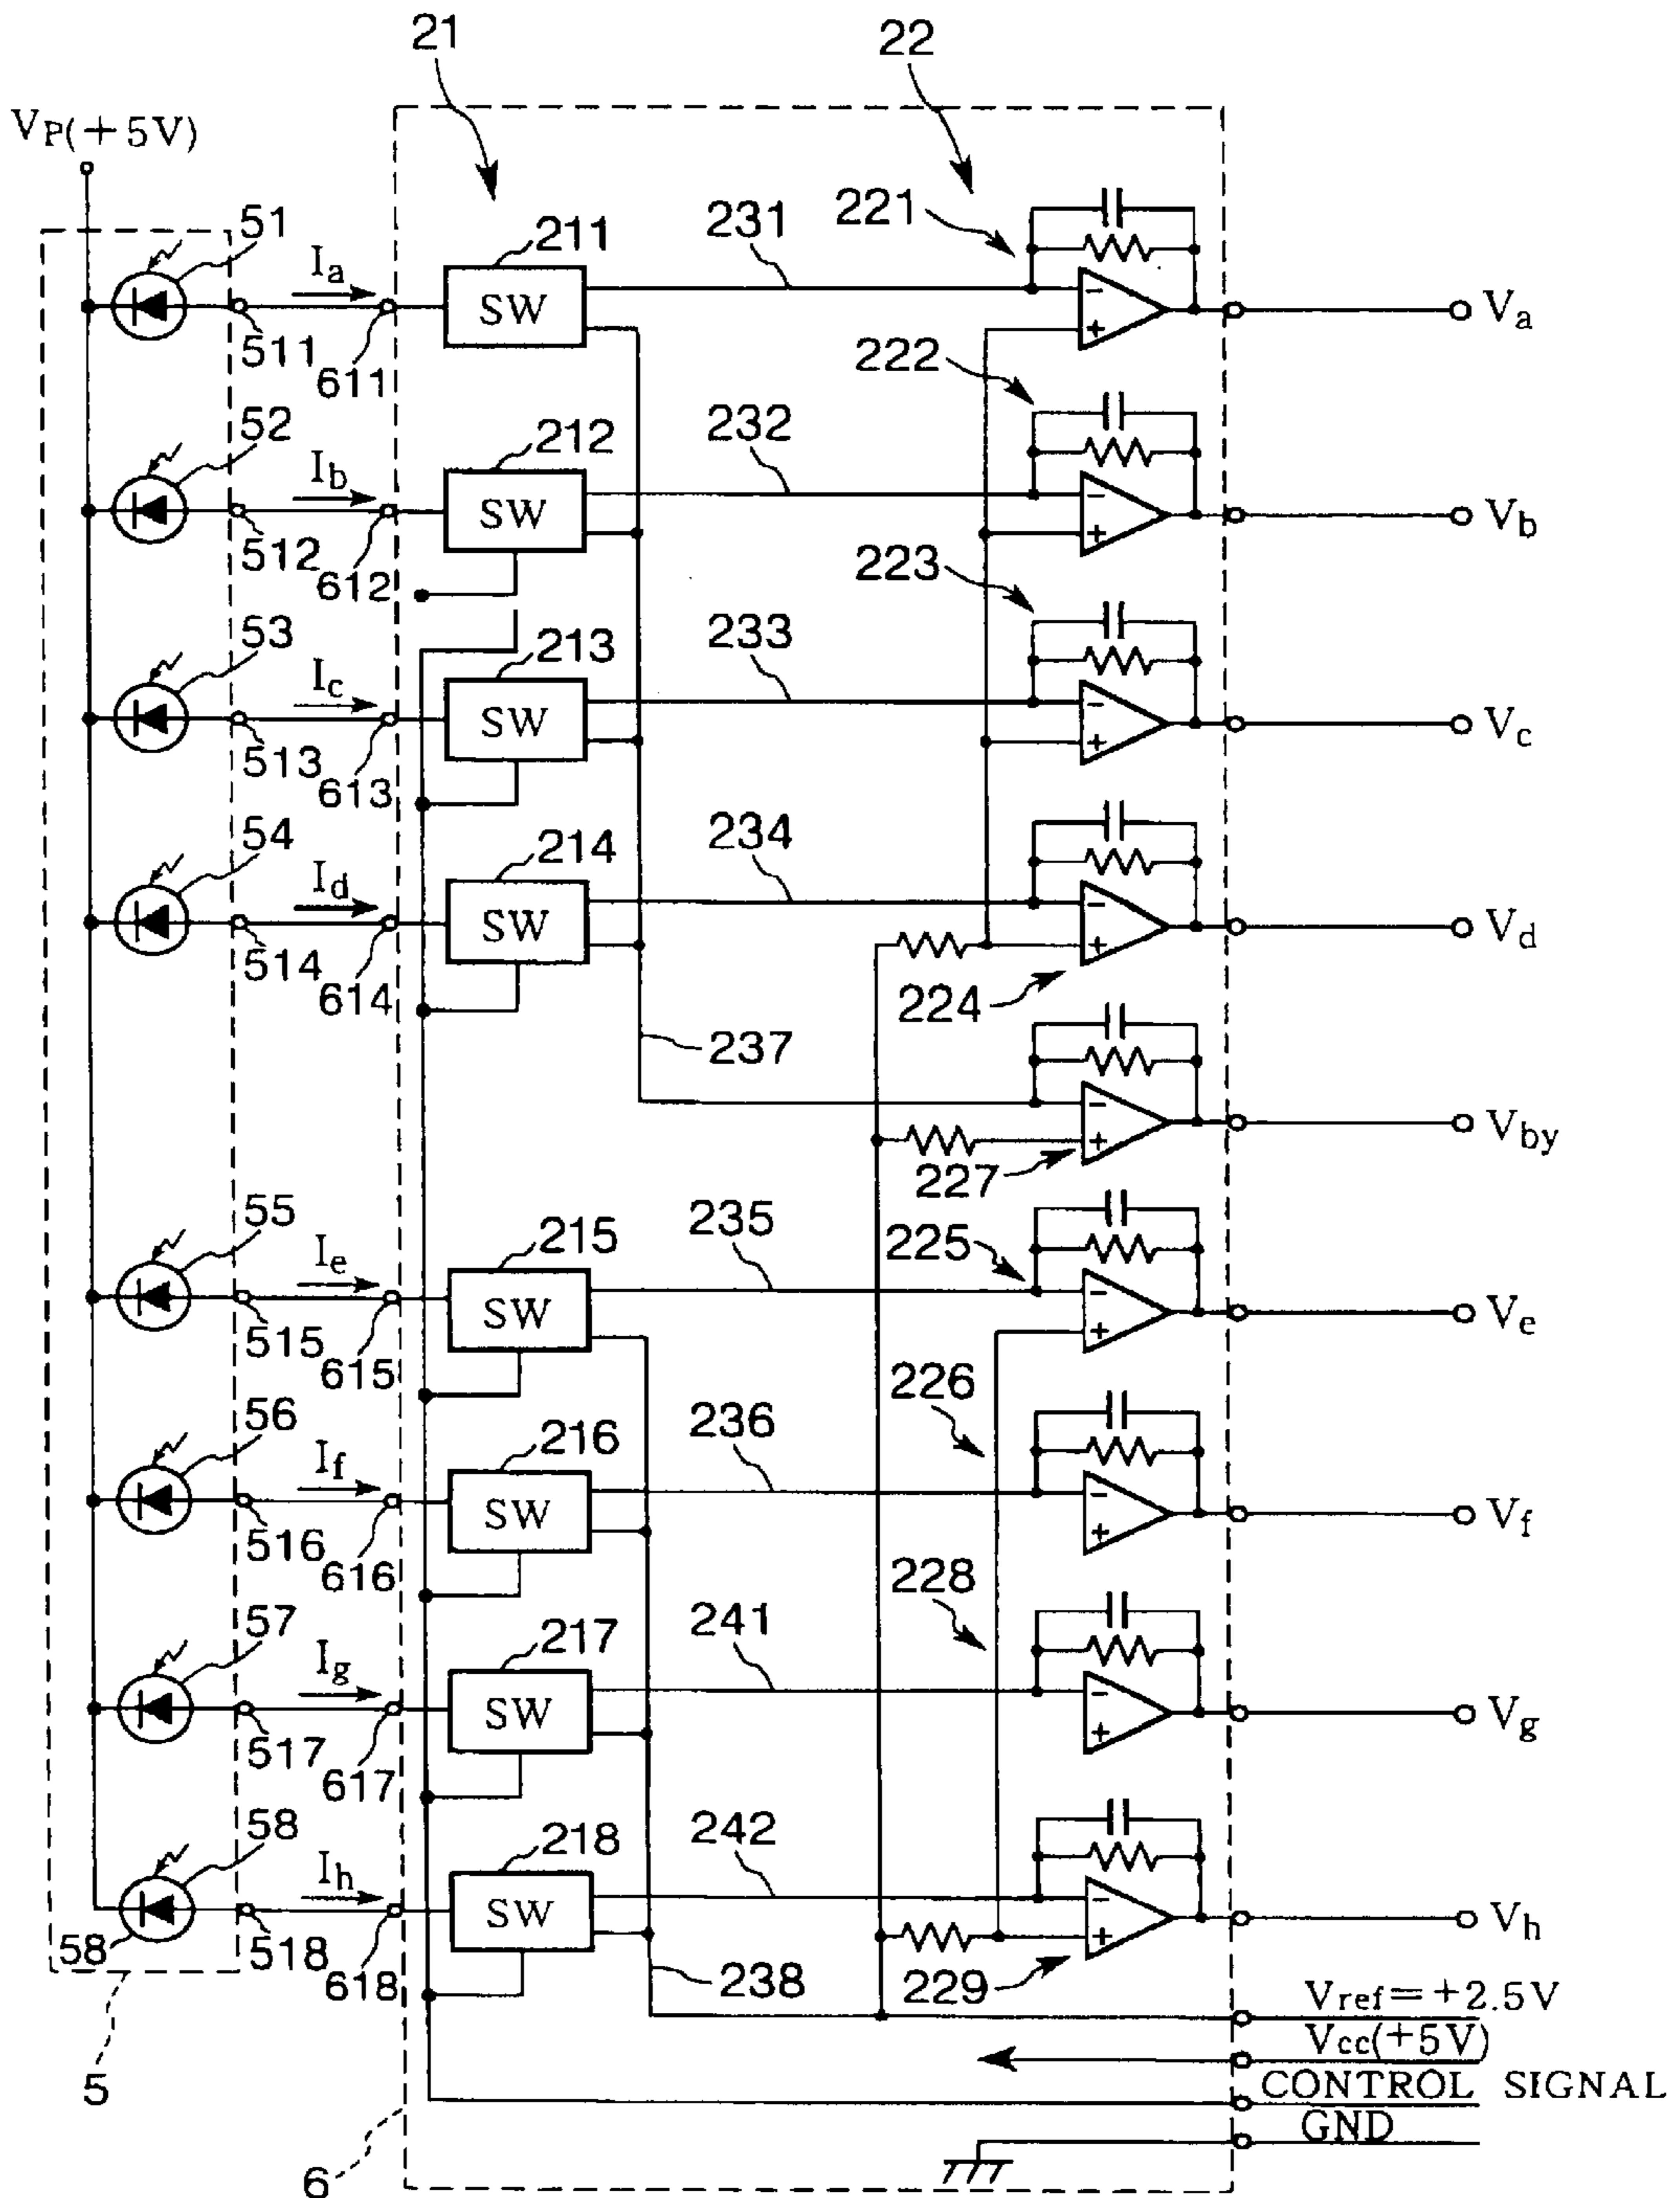 21
22
VP(+5V)
51
Ia
211
SW
231
221
−
+
Va
511
611
52
Ib
212
SW
232
222
−
+
Vb
512
612
53
Ic
213
SW
233
223
−
+
Vc
513
613
54
Id
214
SW
234
−
+
Vd
514
614
224
237
−
+
Vby
227
55
Ie
215
SW
235
225
−
+
Ve
515
615
56
If
216
SW
236
226
−
+
Vf
516
616
57
Ig
217
SW
241
228
−
+
Vg
517
617
58
Ih
218
SW
242
−
+
Vh
58
518
618
238
229
Vref=+2.5V
Vcc(+5V)
CONTROL SIGNAL
GND
5
6